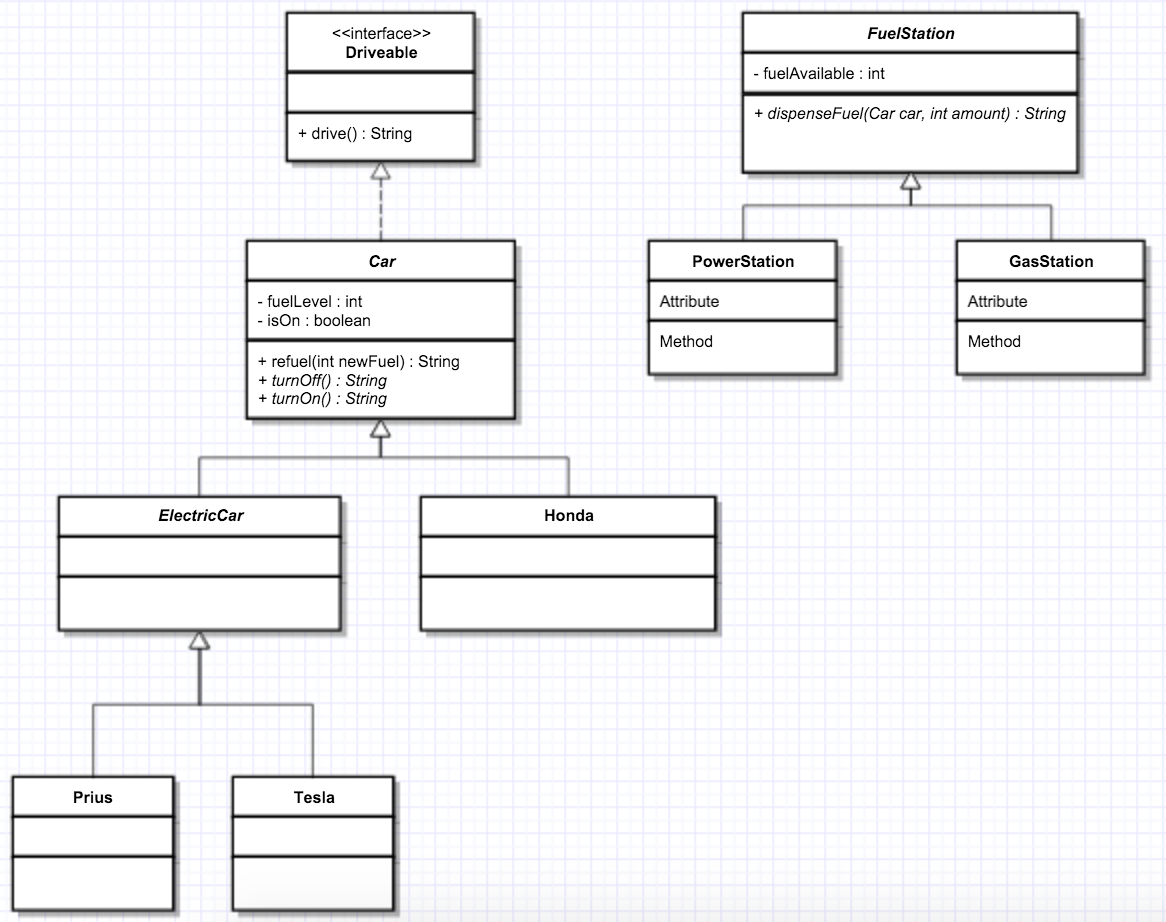 <<interface>>
Driveable
+ drive() : String
FuelStation
- fuelAvailable : int
+ dispenseFuel(Car car, int amount) : String
Car
- fuelLevel : int
- isOn : boolean
+ refuel(int newFuel) : String
+ turnOff() : String
+ turnOn() : String
PowerStation
Attribute
Method
GasStation
Attribute
Method
ElectricCar
Honda
Prius
Tesla